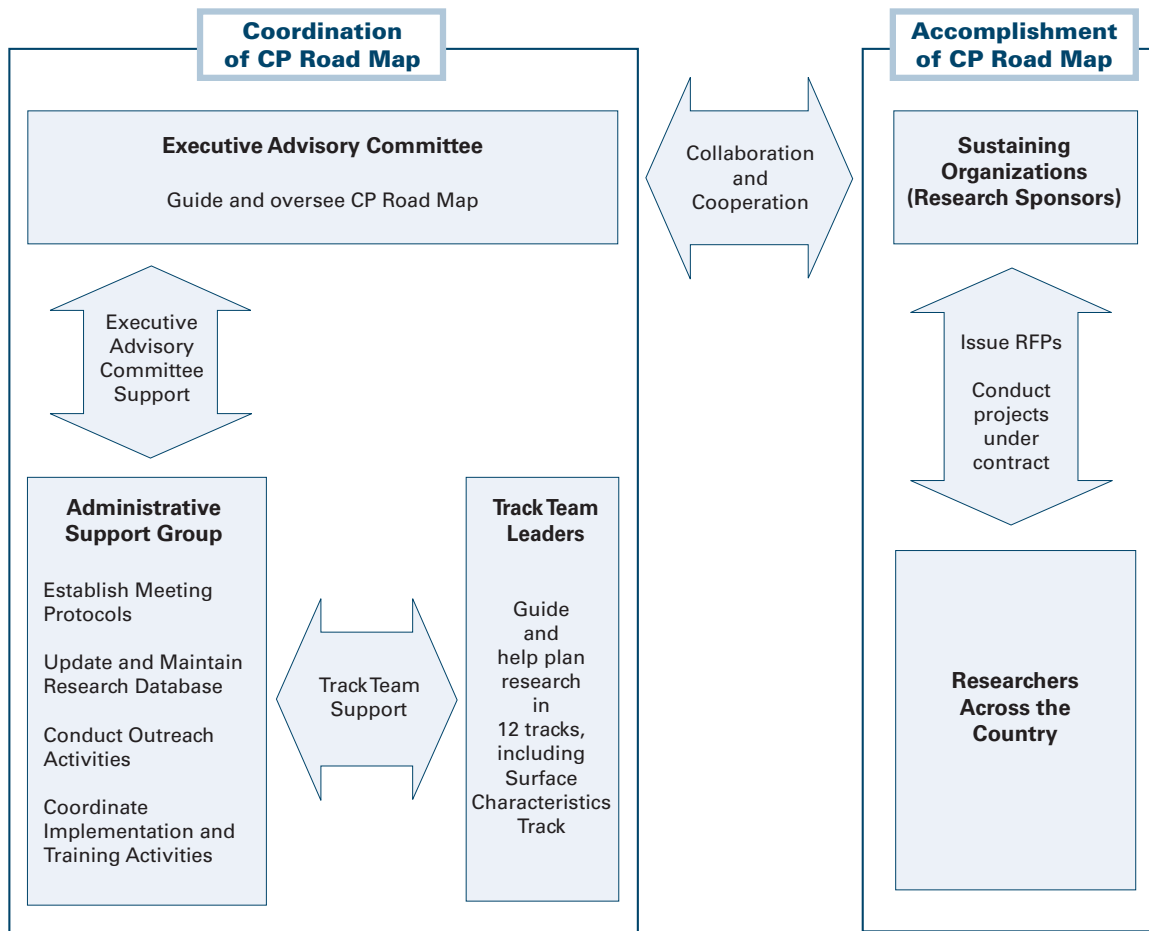 Coordination
of CP Road Map
Executive Advisory Committee
Guide and oversee CP Road Map
Executive
Advisory
Committee
Support
Administrative
Support Group
Establish Meeting
Protocols
Update and Maintain
Research Database
Conduct Outreach
Activities
Coordinate
Implementation and
Training Activities
Track Team
Support
Track Team
Leaders
Guide
and
help plan
research
in
12 tracks,
including
Surface
Characteristics
Track
Collaboration
and
Cooperation
Accomplishment
of CP Road Map
Sustaining
Organizations
(Research Sponsors)
Issue RFPs
Conduct
projects
under
contract
Researchers
Across the
Country